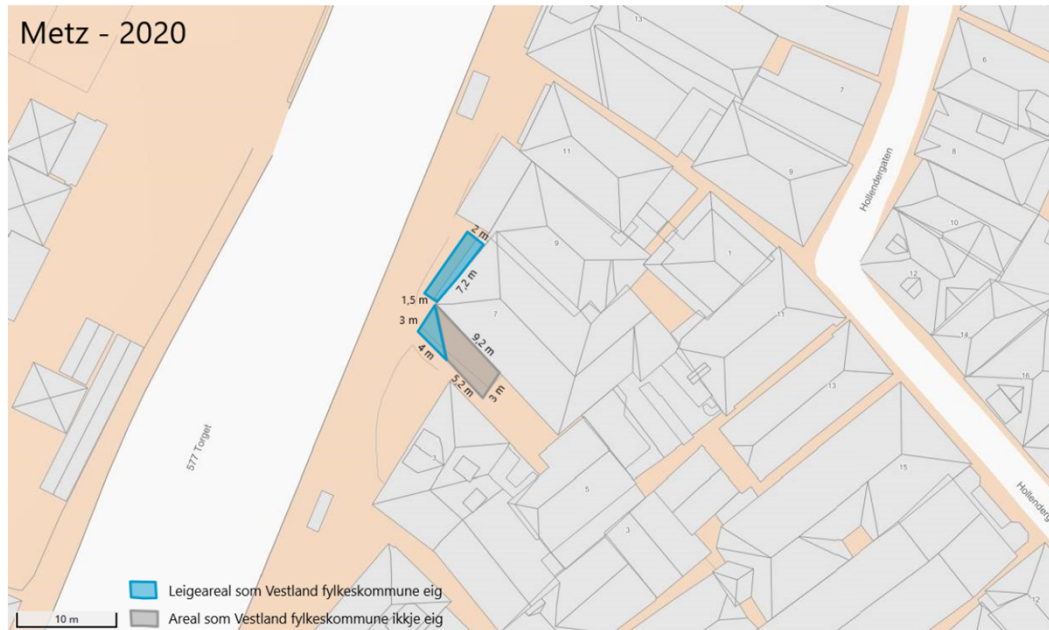 Metz - 2020
13
7
6
Hollendergaten
11
9
8
2 m
7,2 m
9
1
10
12
1,5 m
3 m
7
11
9,2 m
4 m
18
5,2 m
3 m
13
16
577 Torget
15
5
3
Hollenderg
12
Leigeareal som Vestland fylkeskommune eig
10 m
Areal som Vestland fylkeskommune ikkje eig